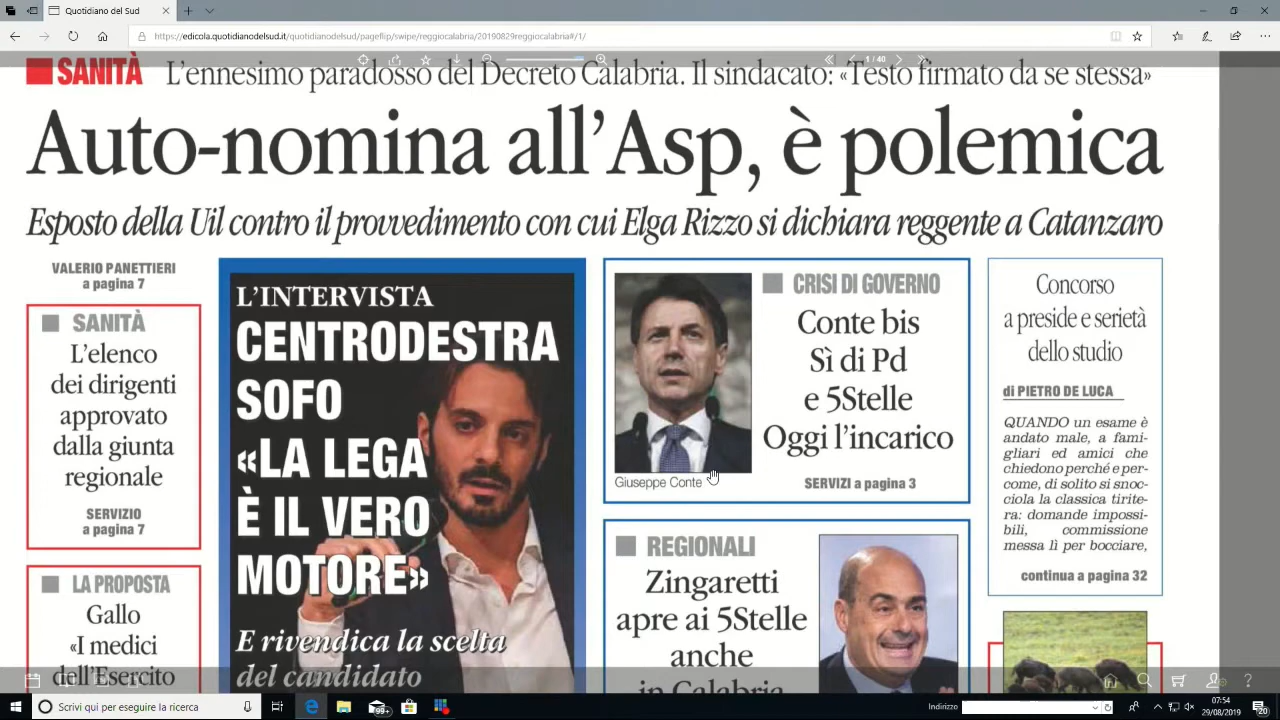 Quotidiano del Sud
https://edicola.quotidianodelsud.it/quotidianodelsud/pageflip/swipe/reggiocalabria/20190829reggiocalabria#/1/
1 / 40
SANITÀ L'ennesimo paradosso del Decreto Calabria. Il sindacato: «Testo firmato da se stessa»
Auto-nomina all'Asp, è polemica
Esposto della Uil contro il provvedimento con cui Elga Rizzo si dichiara reggente a Catanzaro
VALERIO PANETTIERI
a pagina 7
SANITÀ
L'elenco
dei dirigenti
approvato
dalla giunta
regionale
SERVIZIO
a pagina 7
LA PROPOSTA
Gallo
«I medici
dell'Esercito
L'INTERVISTA
CENTRODESTRA
SOFO
«LA LEGA
È IL VERO
MOTORE»
E rivendica la scelta
del candidato
CRISI DI GOVERNO
Conte bis
Sì di Pd
e 5Stelle
Oggi l'incarico
Giuseppe Conte
SERVIZI a pagina 3
REGIONALI
Zingaretti
apre ai 5Stelle
anche
in Calabria
Concorso
a preside e serietà
dello studio
di PIETRO DE LUCA
QUANDO un esame è
andato male, a fami-
gliari ed amici che
chiedono perché e per-
come, di solito si snoc-
ciola la classica tirite-
ra: domande impossi-
bili, commissione
messa lì per bocciare,
continua a pagina 32
Scrivi qui per eseguire la ricerca
99+
Indirizzo
07:54
29/08/2019
20